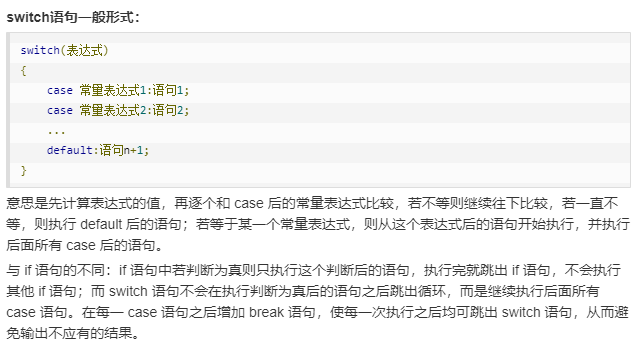 switch语句一般形式：
switch(表达式)
{
case 常量表达式1:语句1;
case 常量表达式2:语句2;
...
default:语句n+1;
}
意思是先计算表达式的值，再逐个和 case 后的常量表达式比较，若不等则继续往下比较，若一直不
等，则执行 default 后的语句；若等于某一个常量表达式，则从这个表达式后的语句开始执行，并执行
后面所有 case 后的语句。
与 if 语句的不同：if 语句中若判断为真则只执行这个判断后的语句，执行完就跳出 if 语句，不会执行
其他 if 语句；而 switch 语句不会在执行判断为真后的语句之后跳出循环，而是继续执行后面所有
case 语句。在每一 case 语句之后增加 break 语句，使每一次执行之后均可跳出 switch 语句，从而避
免输出不应有的结果。